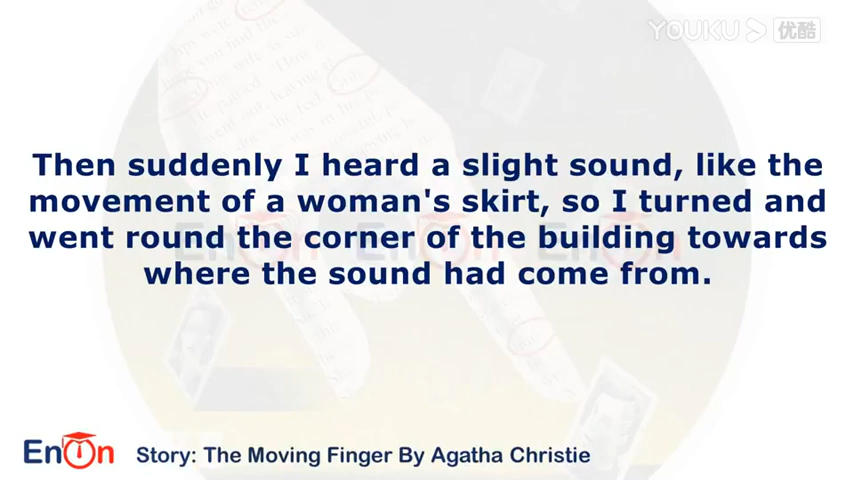 YOUKU 优酷
Then suddenly I heard a slight sound, like the
movement of a woman's skirt, so I turned and
went round the corner of the building towards
where the sound had come from.
EnOn
Story: The Moving Finger By Agatha Christie